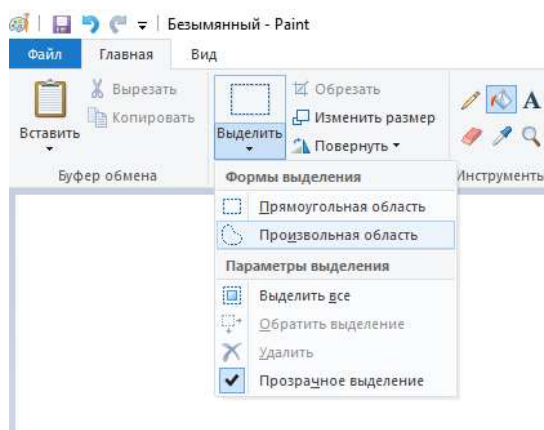 Безымянный - Paint
Файл Главная Вид
Вставить
Вырезать
Копировать
Буфер обмена
Выделить
Обрезать
Изменить размер
Повернуть
A
Инструменты
Формы выделения
Прямоугольная область
Произвольная область
Параметры выделения
Выделить все
Обратить выделение
Удалить
Прозрачное выделение